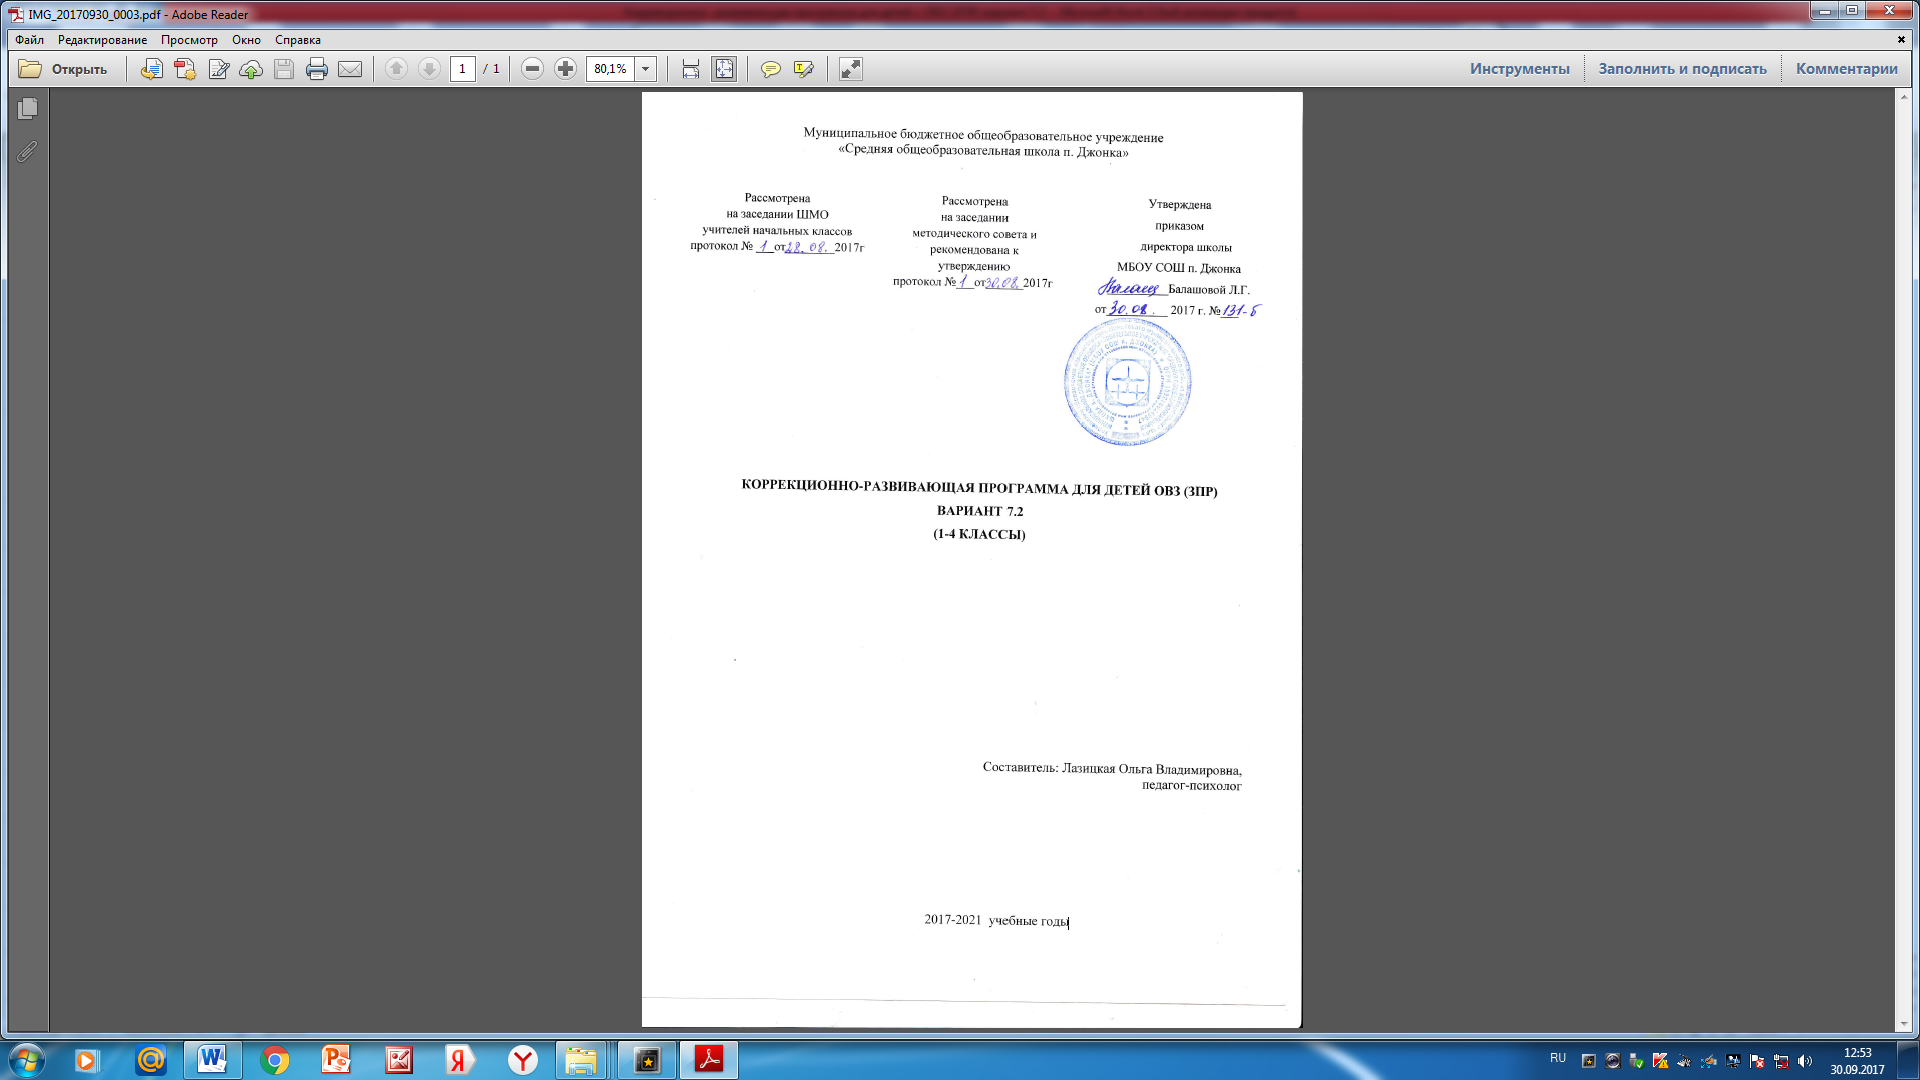 IMG_20170930_0003.pdf - Adobe Reader
Файл Редактирование Просмотр Окно Справка
Открыть 1 / 1 80,1% Инструменты Заполнить и подписать Комментарии
Муниципальное бюджетное общеобразовательное учреждение
«Средняя общеобразовательная школа п. Джонка»
Рассмотрена
на заседании ШМО
учителей начальных классов
протокол № 1 от 28.08. 2017г
Рассмотрена
на заседании
методического совета и
рекомендована к
утверждению
протокол № 1 от 30.08. 2017г
Утверждена
приказом
директора школы
МБОУ СОШ п. Джонка
Балашовой Л.Г.
от 30.08. 2017 г. № 131-б
КОРРЕКЦИОННО-РАЗВИВАЮЩАЯ ПРОГРАММА ДЛЯ ДЕТЕЙ ОВЗ (ЗПР)
ВАРИАНТ 7.2
(1-4 КЛАССЫ)
Составитель: Лазицкая Ольга Владимировна,
педагог-психолог
2017-2021 учебные годы
RU
12:53
30.09.2017